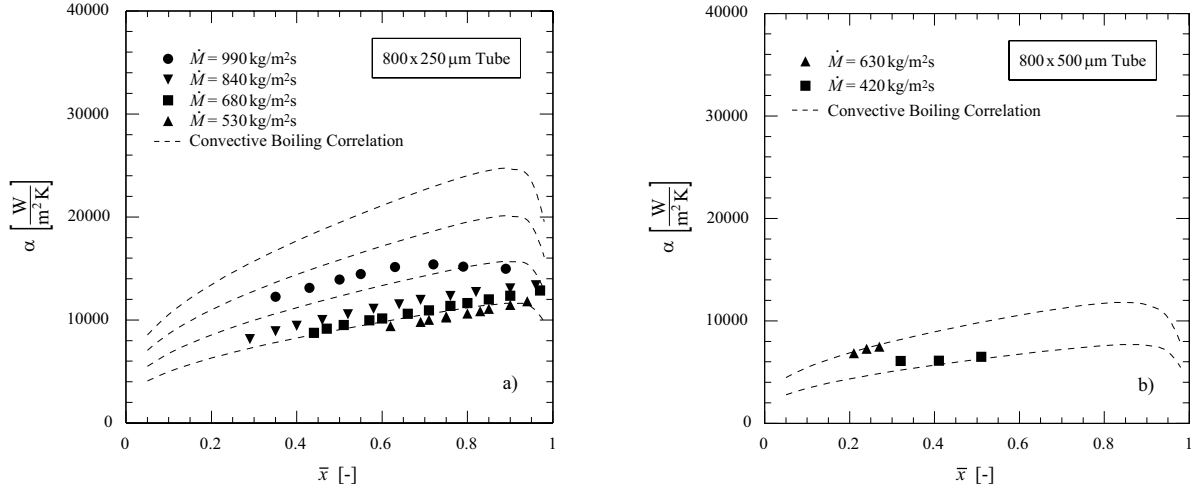 40000
30000
20000
10000
0
α [W/m² K]
Ṁ = 990 kg/m²s
Ṁ = 840 kg/m²s
Ṁ = 680 kg/m²s
Ṁ = 530 kg/m²s
Convective Boiling Correlation
800 x 250 µm Tube
a)
0 0.2 0.4 0.6 0.8 1
x̅ [-]
40000
30000
20000
10000
0
α [W/m² K]
Ṁ = 630 kg/m²s
Ṁ = 420 kg/m²s
Convective Boiling Correlation
800 x 500 µm Tube
b)
0 0.2 0.4 0.6 0.8 1
x̅ [-]